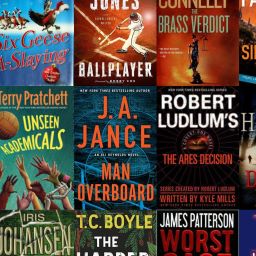 Six Geese
A-Slaying
JONES
BALLPLAYER
CONNELLY
BRASS VERDICT
Terry Pratchett
UNSEEN
ACADEMICALS
NEW YORK TIMES BESTSELLING AUTHOR
J. A.
JANCE
AN ALI REYNOLDS NOVEL
MAN
OVERBOARD
ROBERT
LUDLUM'S
THE ARES DECISION
SERIES CREATED BY ROBERT LUDLUM
WRITTEN BY KYLE MILLS
IRIS
JOHANSEN
T.C. BOYLE
THE HARDER
JAMES PATTERSON
WORST
CASE